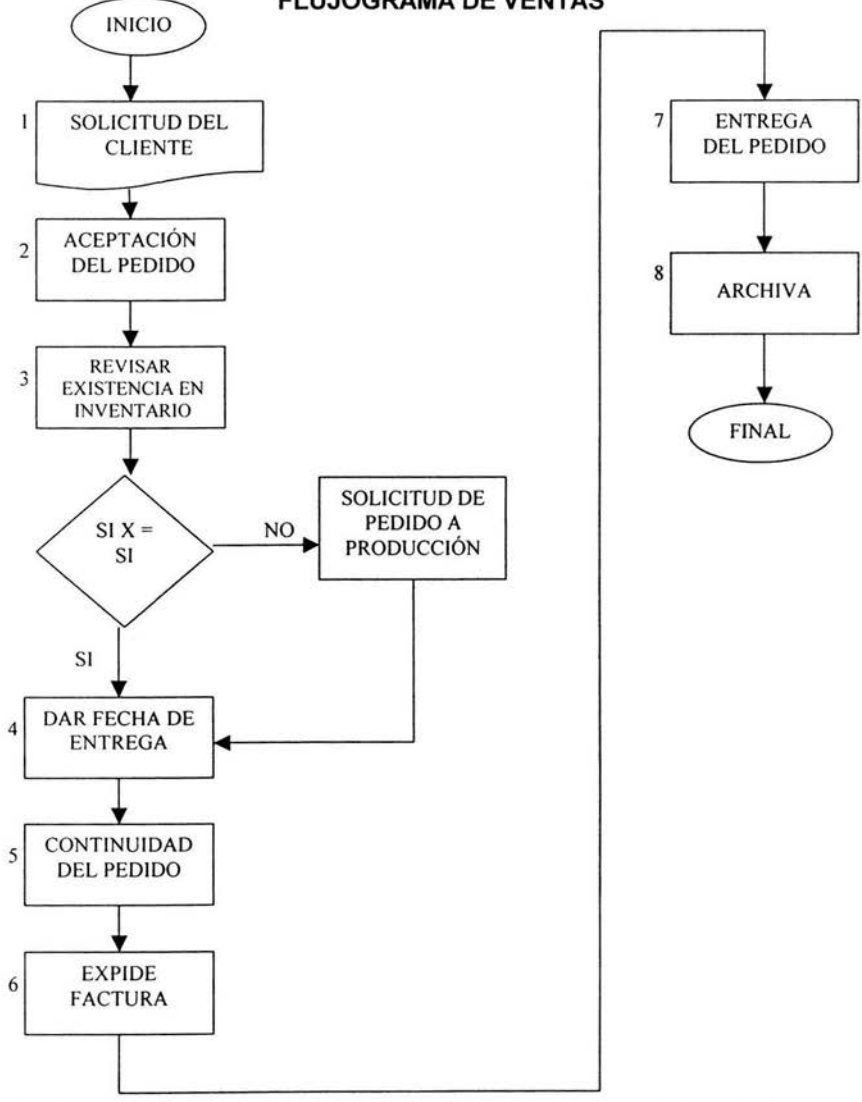 FLUJOGRAMA DE VENTAS
INICIO
1
SOLICITUD DEL
CLIENTE
2
ACEPTACIÓN
DEL PEDIDO
3
REVISAR
EXISTENCIA EN
INVENTARIO
SI X =
SI
NO
SOLICITUD DE
PEDIDO A
PRODUCCIÓN
SI
4
DAR FECHA DE
ENTREGA
5
CONTINUIDAD
DEL PEDIDO
6
EXPIDE
FACTURA
7
ENTREGA
DEL PEDIDO
8
ARCHIVA
FINAL